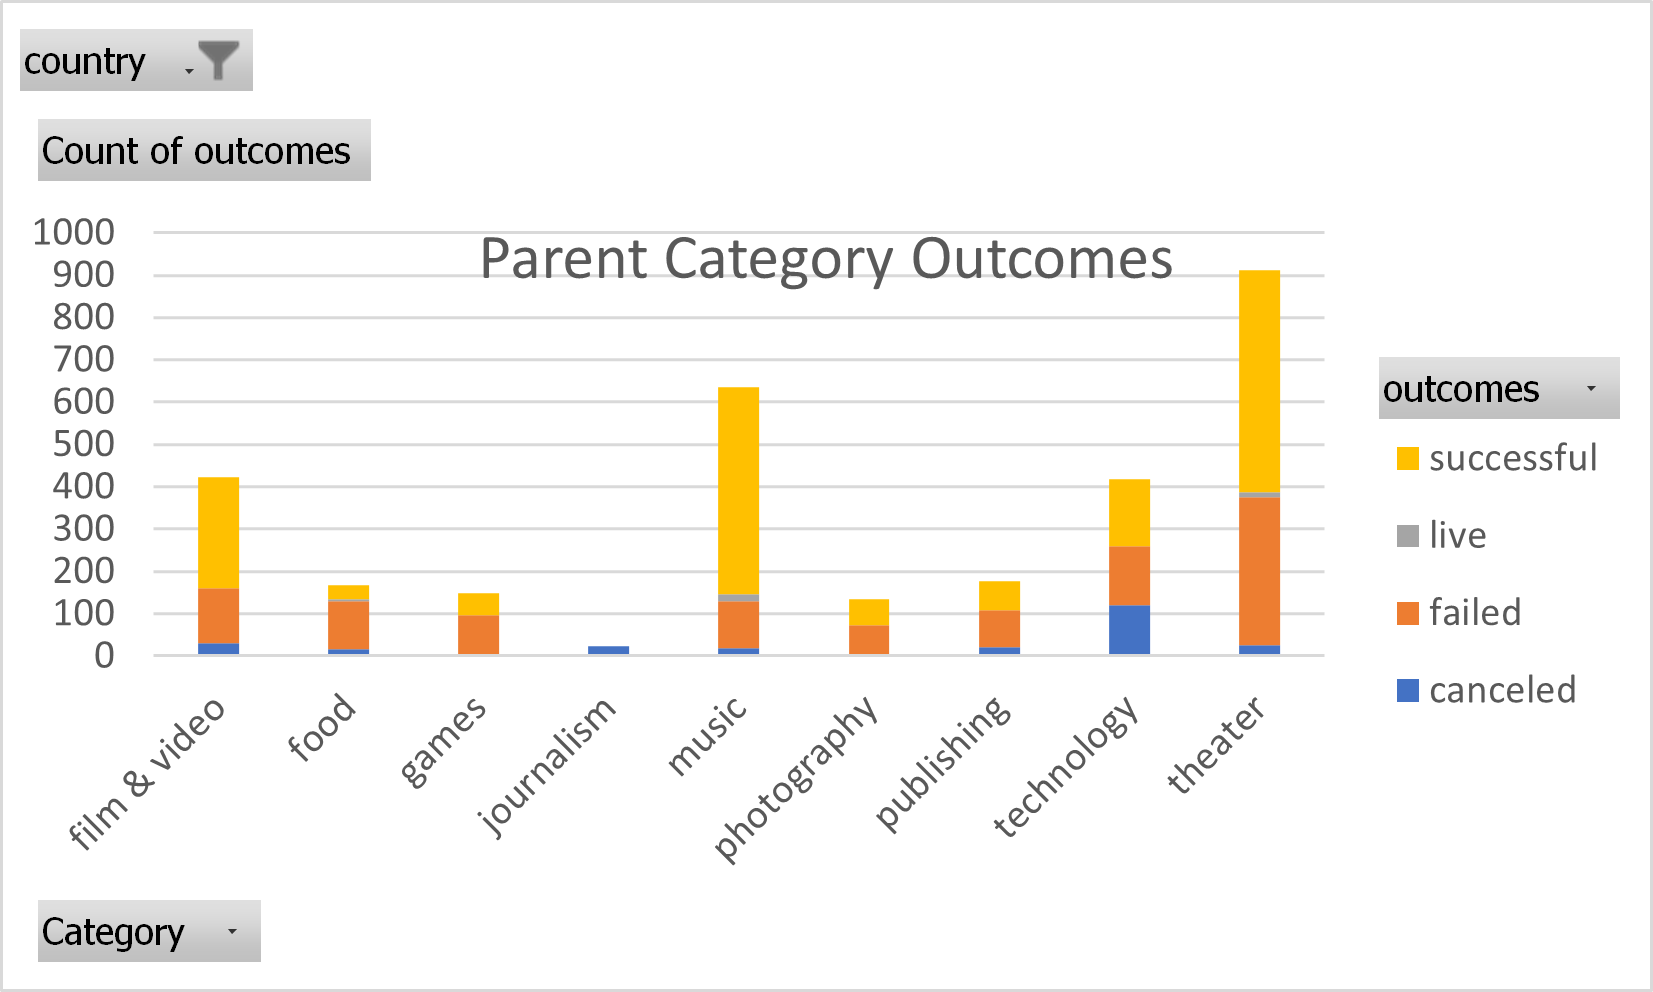 country
Count of outcomes
Parent Category Outcomes
1000
900
800
700
600
500
400
300
200
100
0
film & video
food
games
journalism
music
photography
publishing
technology
theater
outcomes
successful
live
failed
canceled
Category